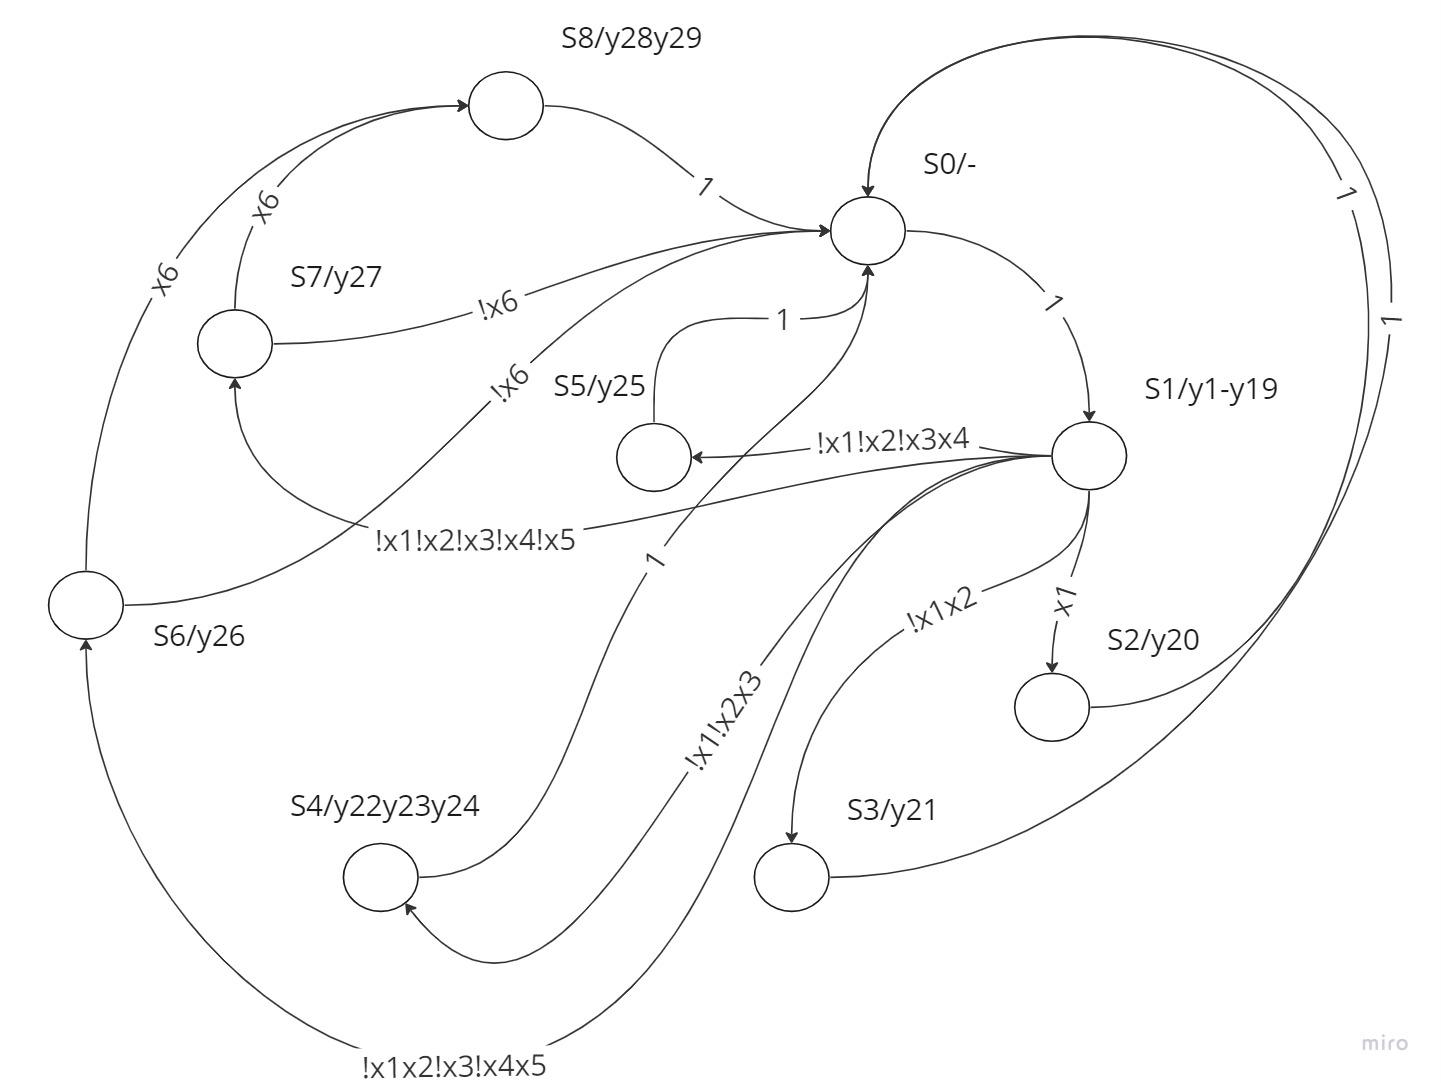 S8/y28y29
S0/-
1
1
x6
x6
S7/y27
!x6
1
1
1
!x6
S5/y25
S1/y1-y19
!x1!x2!x3x4
!x1!x2!x3!x4!x5
1
!x1x2
x1
S6/y26
S2/y20
!x1!x2x3
S4/y22y23y24
S3/y21
!x1x2!x3!x4x5
miro